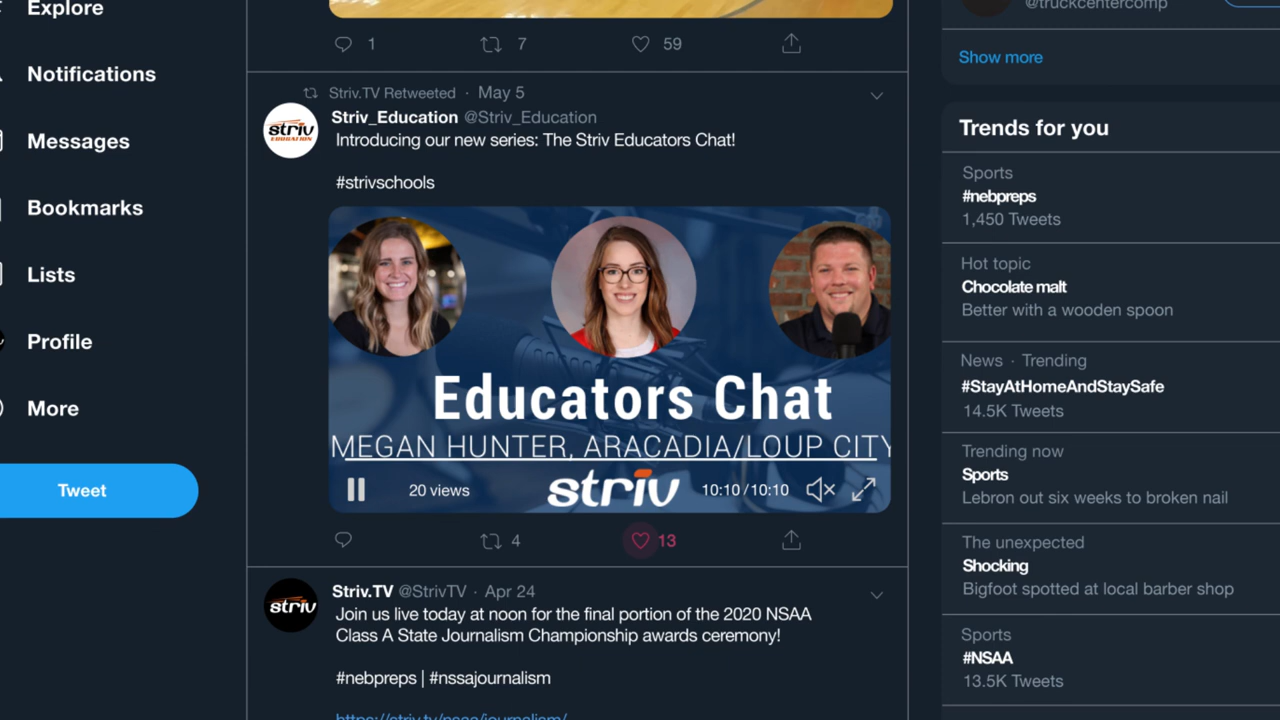 Explore
Notifications
Messages
Bookmarks
Lists
Profile
More
Tweet
1 7 59
Striv.TV Retweeted · May 5
striv
EDUCATION
Striv_Education @Striv_Education
Introducing our new series: The Striv Educators Chat!
#strivschools
Educators Chat
MEGAN HUNTER, ARACADIA/LOUP CITY
20 views
striv
10:10/10:10
4 13
striv
Striv.TV @StrivTV · Apr 24
Join us live today at noon for the final portion of the 2020 NSAA
Class A State Journalism Championship awards ceremony!
#nebpreps | #nssajournalism
https://striv.tv/nsaa/journalism/
@truckcentercomp
Show more
Trends for you
Sports
#nebpreps
1,450 Tweets
Hot topic
Chocolate malt
Better with a wooden spoon
News · Trending
#StayAtHomeAndStaySafe
14.5K Tweets
Trending now
Sports
Lebron out six weeks to broken nail
The unexpected
Shocking
Bigfoot spotted at local barber shop
Sports
#NSAA
13.5K Tweets